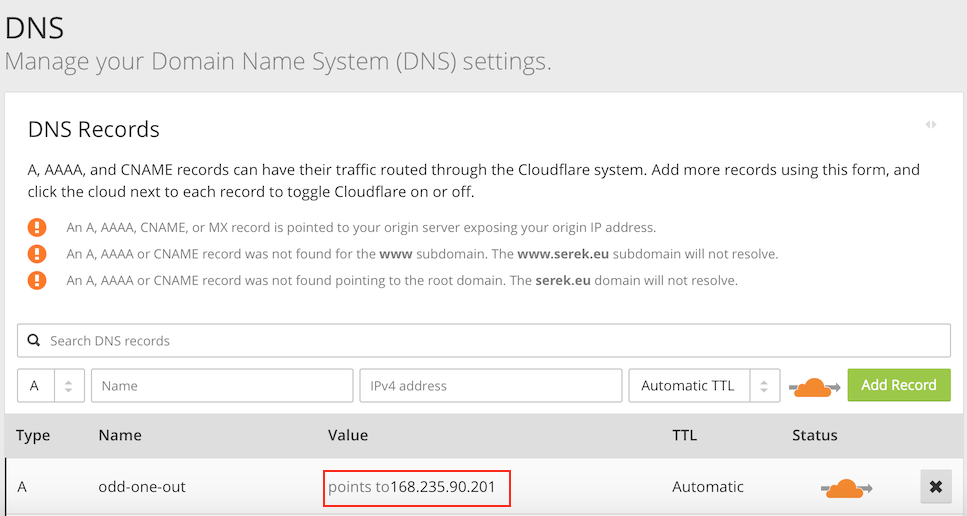 DNS
Manage your Domain Name System (DNS) settings.
DNS Records
A, AAAA, and CNAME records can have their traffic routed through the Cloudflare system. Add more records using this form, and
click the cloud next to each record to toggle Cloudflare on or off.
An A, AAAA, CNAME, or MX record is pointed to your origin server exposing your origin IP address.
An A, AAAA or CNAME record was not found for the www subdomain. The www.serek.eu subdomain will not resolve.
An A, AAAA or CNAME record was not found pointing to the root domain. The serek.eu domain will not resolve.
Search DNS records
A Name IPv4 address Automatic TTL Add Record
Type Name Value TTL Status
A odd-one-out points to168.235.90.201 Automatic